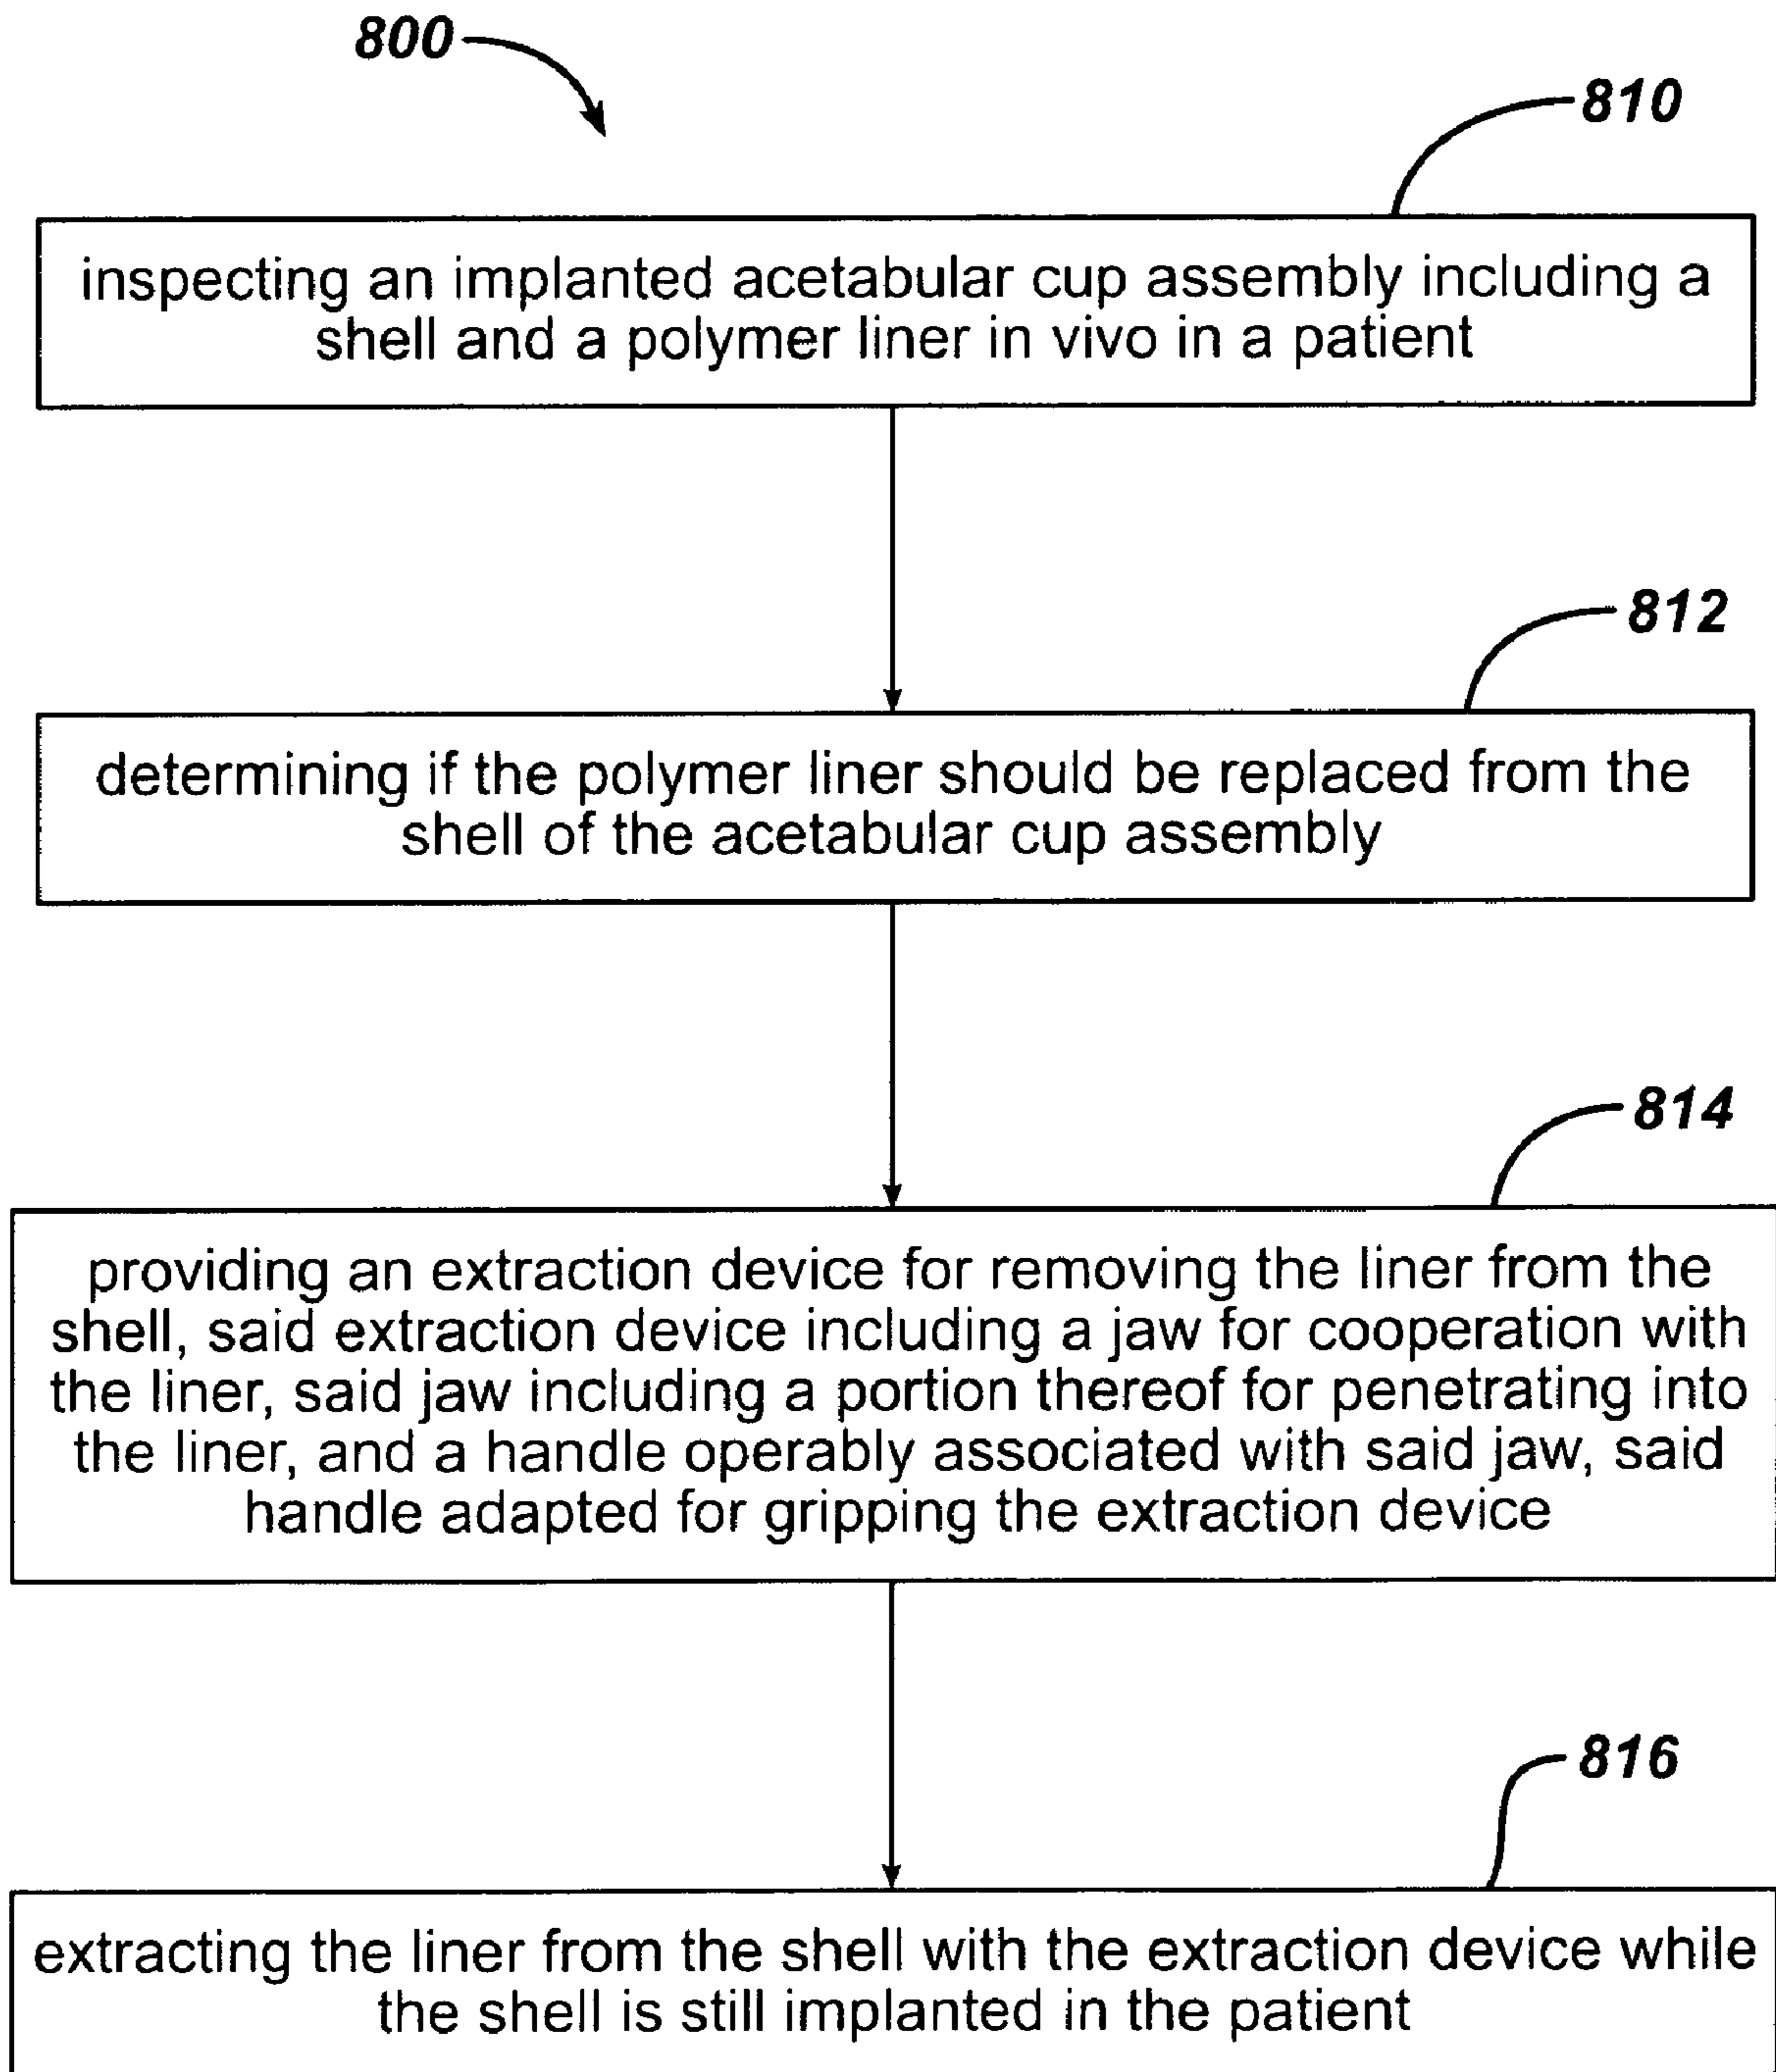 800
810
inspecting an implanted acetabular cup assembly including a
shell and a polymer liner in vivo in a patient
812
determining if the polymer liner should be replaced from the
shell of the acetabular cup assembly
814
providing an extraction device for removing the liner from the
shell, said extraction device including a jaw for cooperation with
the liner, said jaw including a portion thereof for penetrating into
the liner, and a handle operably associated with said jaw, said
handle adapted for gripping the extraction device
816
extracting the liner from the shell with the extraction device while
the shell is still implanted in the patient